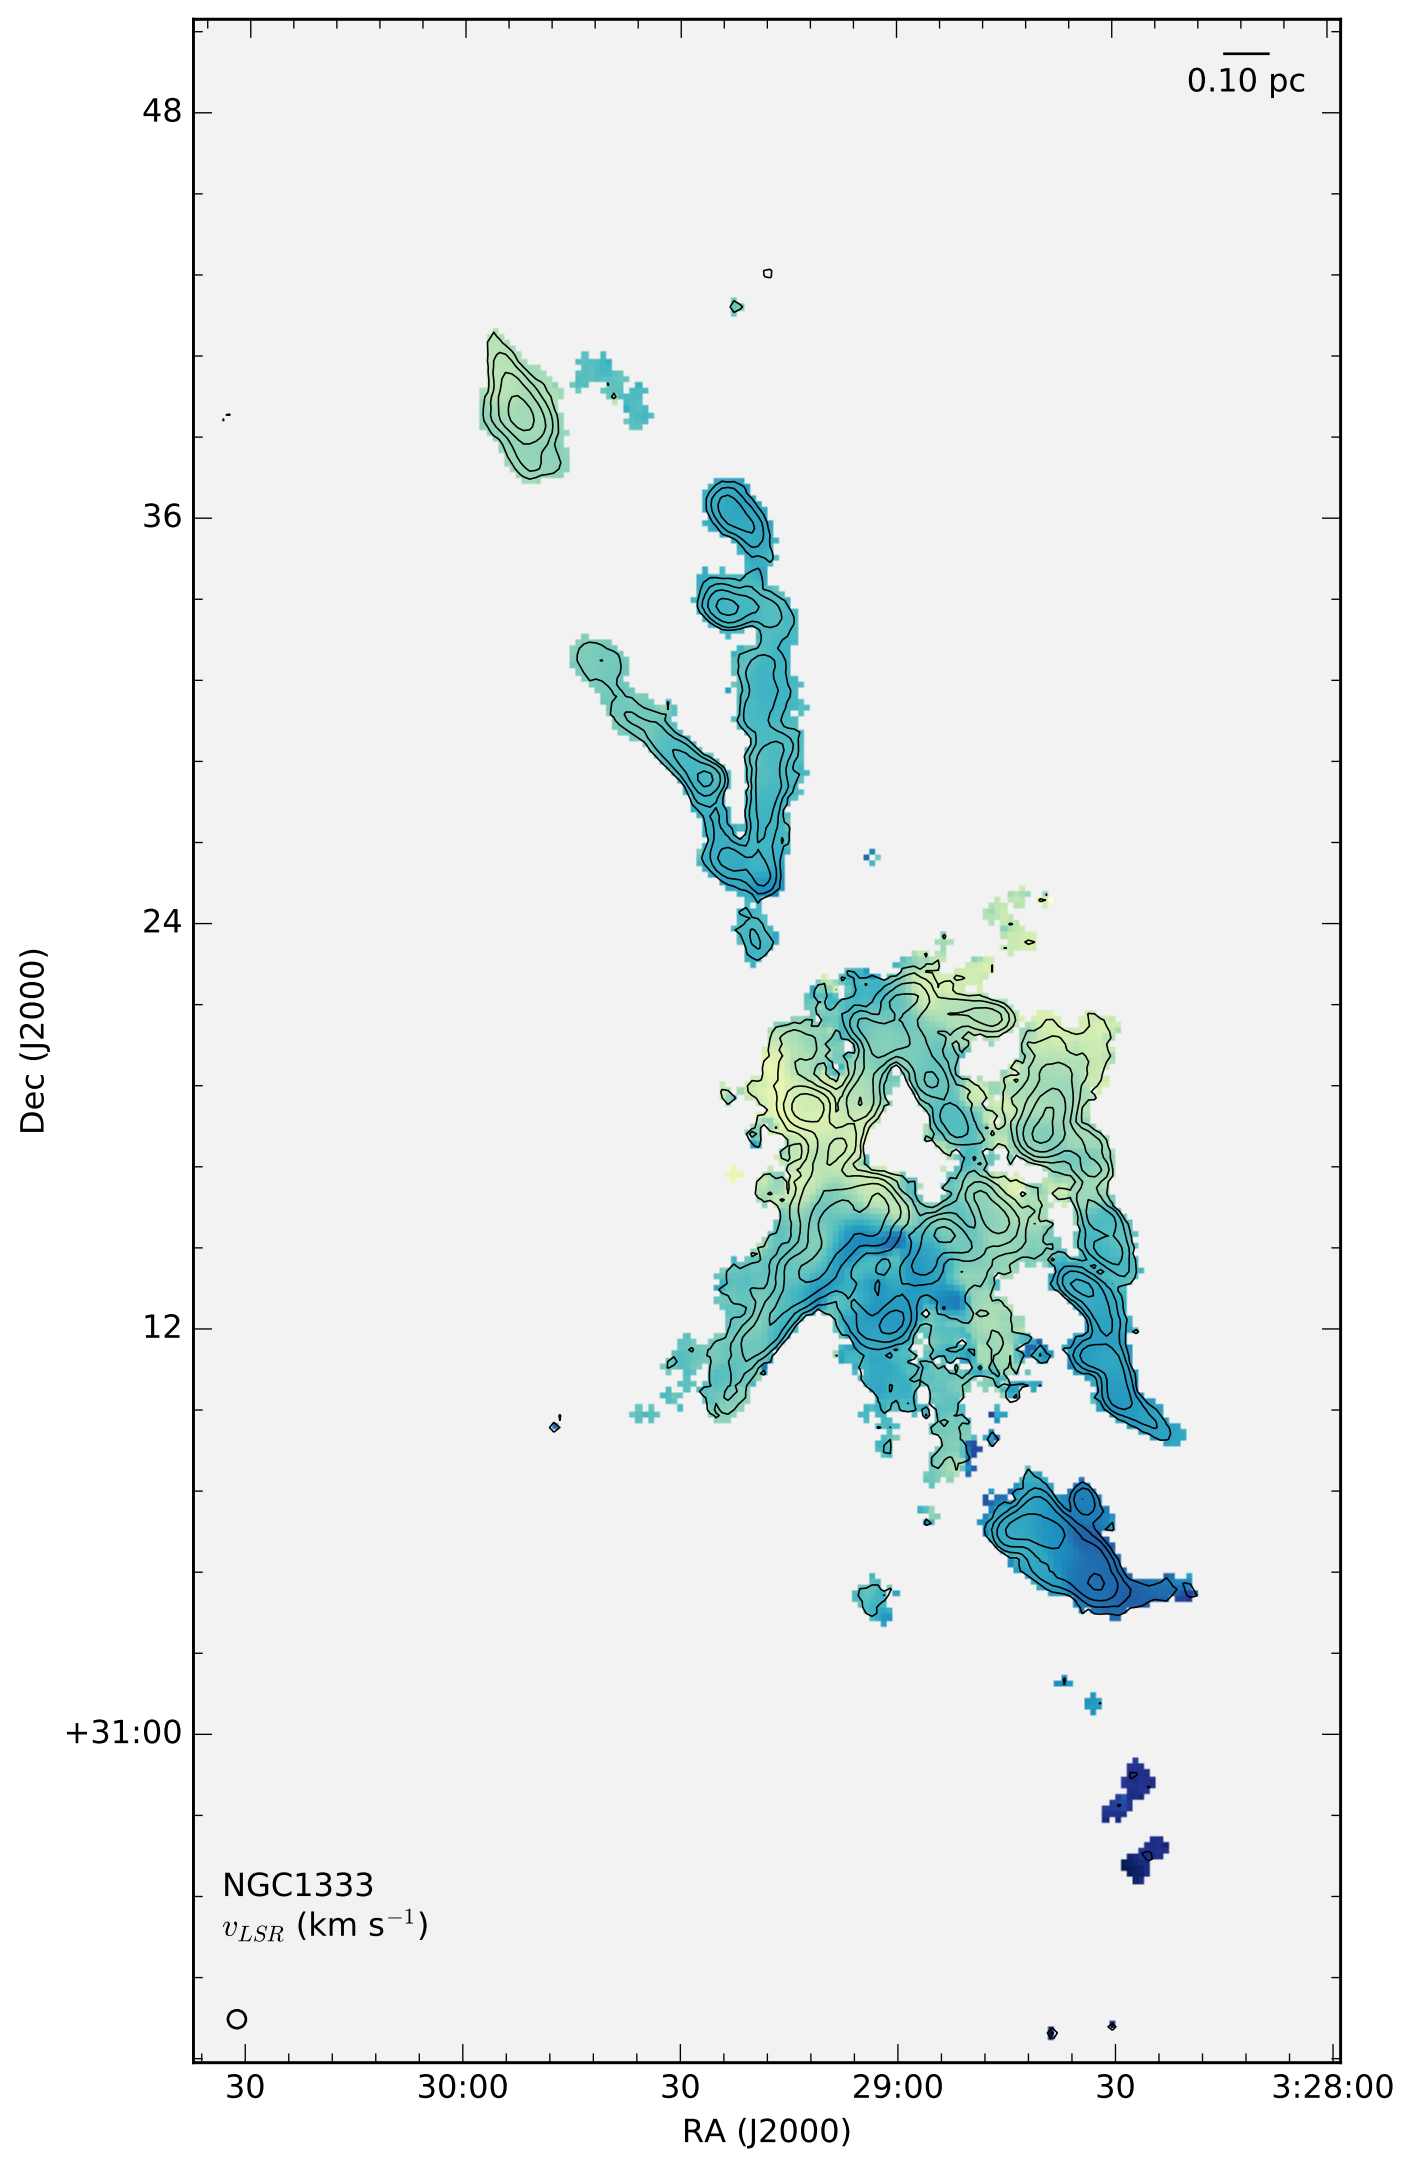 0.10 pc
48
36
24
12
+31:00
Dec (J2000)
NGC1333
v_LSR (km s⁻¹)
30 30:00 30 29:00 30 3:28:00
RA (J2000)